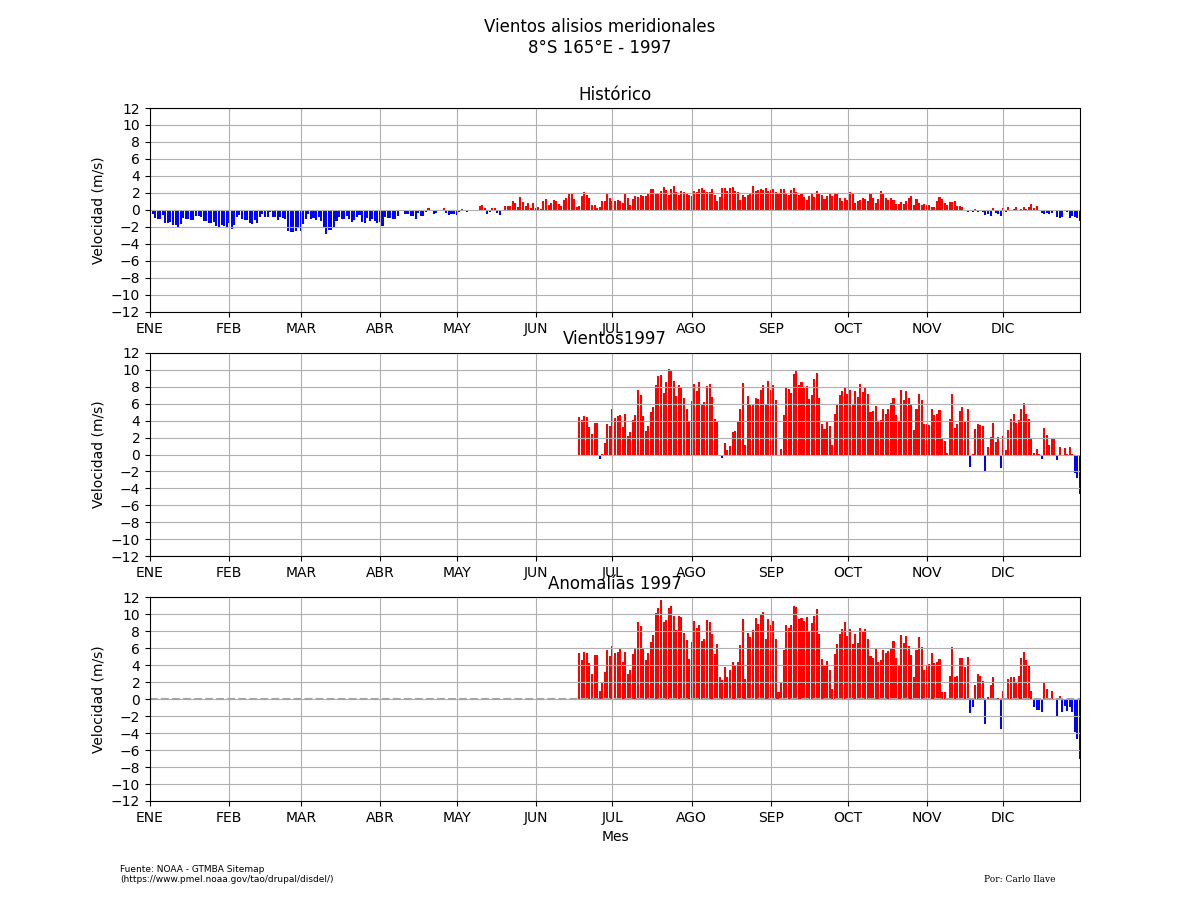 Vientos alisios meridionales
8°S 165°E - 1997
Histórico
12
10
8
6
4
2
0
−2
−4
−6
−8
−10
−12
Velocidad (m/s)
ENE FEB MAR ABR MAY JUN JUL AGO SEP OCT NOV DIC
Vientos1997
12
10
8
6
4
2
0
−2
−4
−6
−8
−10
−12
Velocidad (m/s)
ENE FEB MAR ABR MAY JUN JUL AGO SEP OCT NOV DIC
Anomalías 1997
12
10
8
6
4
2
0
−2
−4
−6
−8
−10
−12
Velocidad (m/s)
ENE FEB MAR ABR MAY JUN JUL AGO SEP OCT NOV DIC
Mes
Fuente: NOAA - GTMBA Sitemap
(https://www.pmel.noaa.gov/tao/drupal/disdel/)
Por: Carlo Ilave